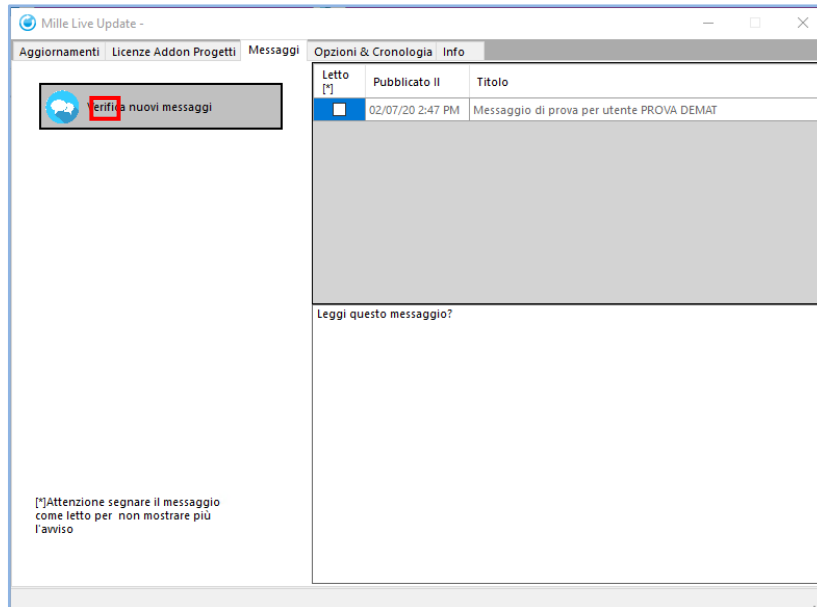 Mille Live Update -
Aggiornamenti Licenze Addon Progetti Messaggi Opzioni & Cronologia Info
Verifica nuovi messaggi
Letto [*] Pubblicato Il Titolo
02/07/20 2:47 PM Messaggio di prova per utente PROVA DEMAT
Leggi questo messaggio?
[*]Attenzione segnare il messaggio
come letto per non mostrare più
l'avviso